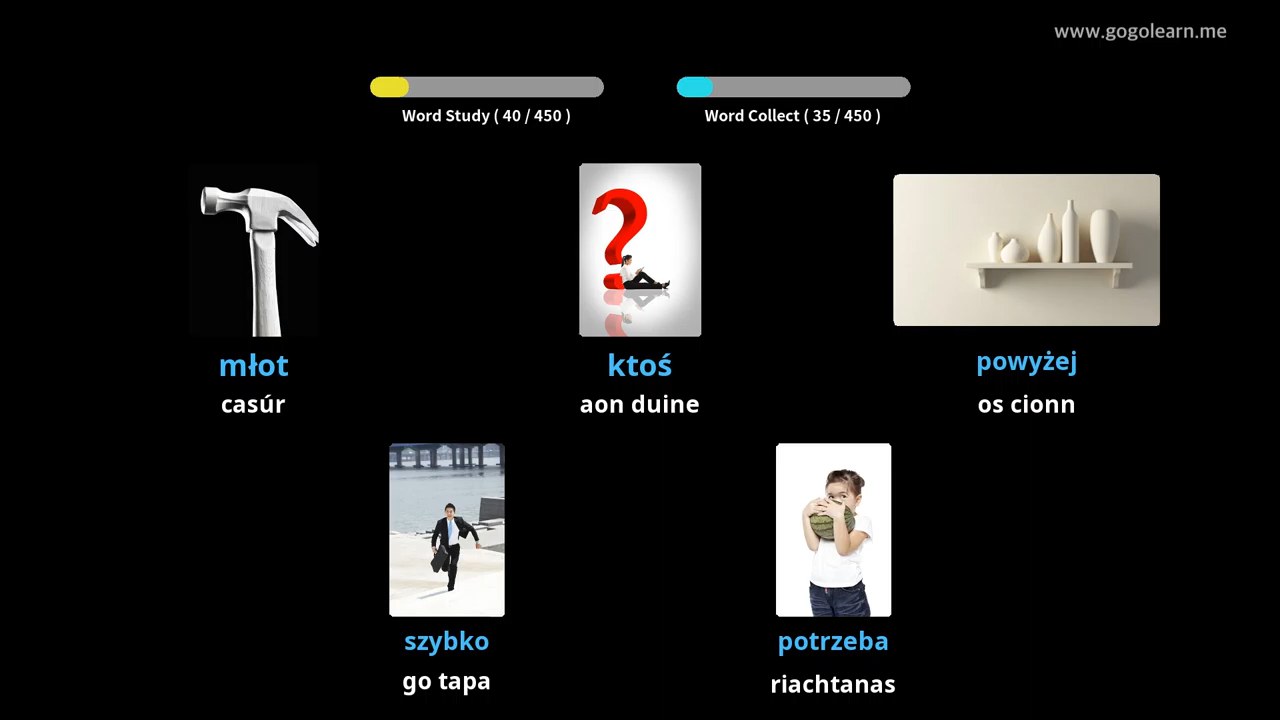 www.gogolearn.me
Word Study ( 40 / 450 )
Word Collect ( 35 / 450 )
młot
casúr
ktoś
aon duine
powyżej
os cionn
szybko
go tapa
potrzeba
riachtanas